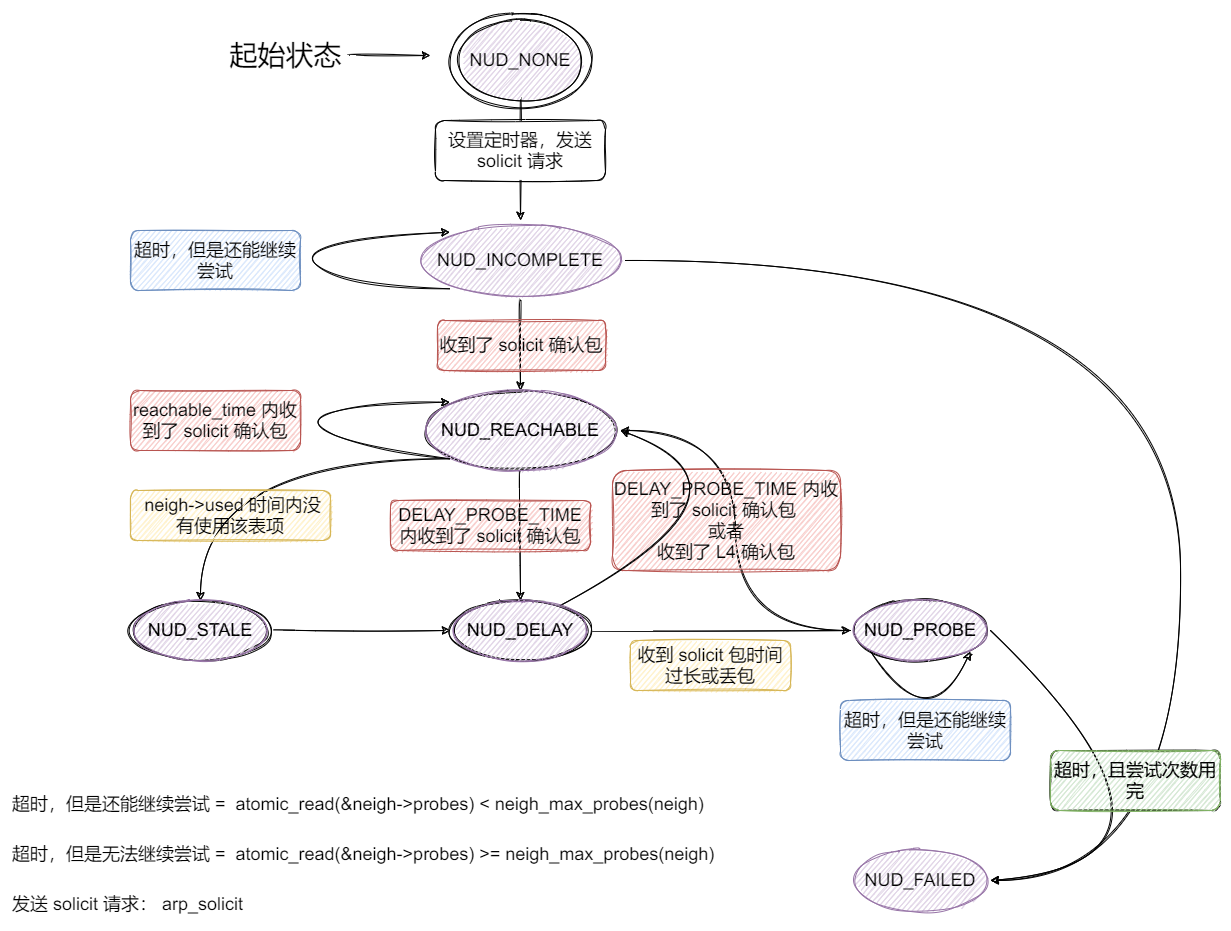 起始状态
NUD_NONE
设置定时器，发送
solicit 请求
超时，但是还能继续
尝试
NUD_INCOMPLETE
收到了 solicit 确认包
reachable_time 内收
到了 solicit 确认包
NUD_REACHABLE
neigh->used 时间内没
有使用该表项
DELAY_PROBE_TIME
内收到了 solicit 确认包
DELAY_PROBE_TIME 内收
到了 solicit 确认包
或者
收到了 L4 确认包
NUD_STALE
NUD_DELAY
NUD_PROBE
收到 solicit 包时间
过长或丢包
超时，但是还能继续
尝试
超时，且尝试次数用
完
超时，但是还能继续尝试 = atomic_read(&neigh->probes) < neigh_max_probes(neigh)
超时，但是无法继续尝试 = atomic_read(&neigh->probes) >= neigh_max_probes(neigh)
NUD_FAILED
发送 solicit 请求： arp_solicit